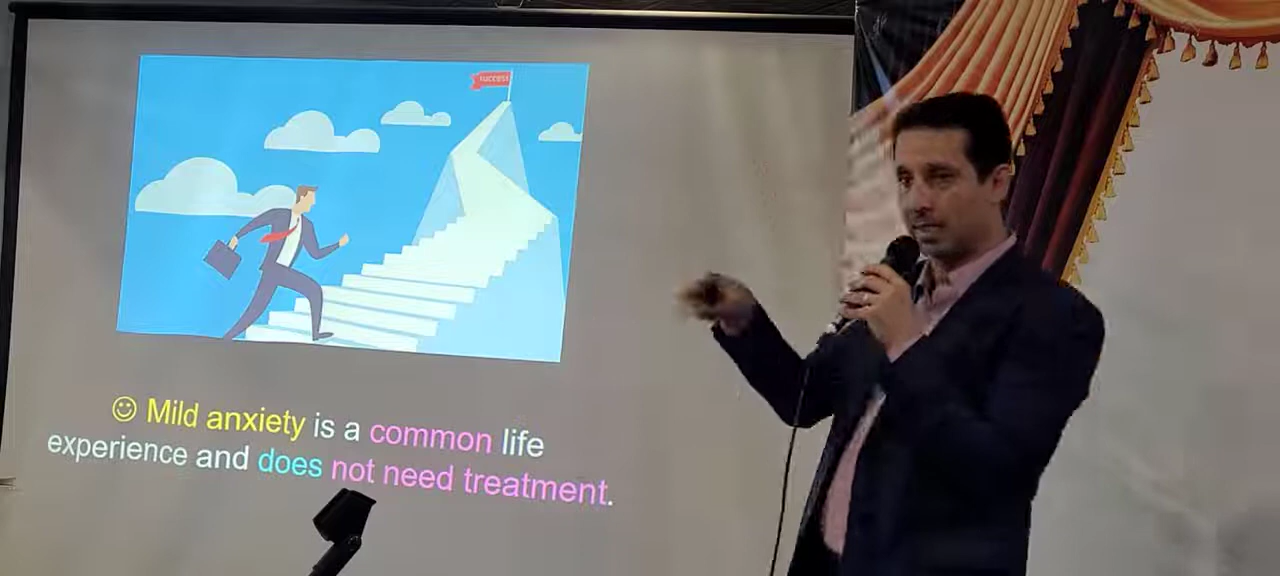 success
☺ Mild anxiety is a common life
experience and does not need treatment.